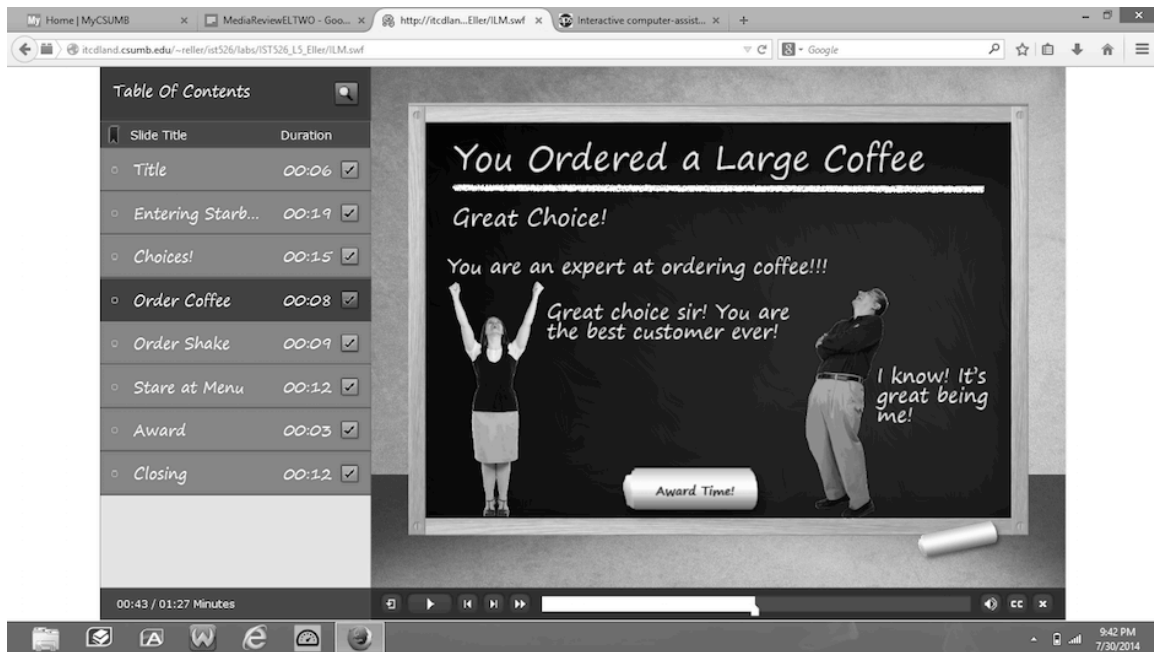 My Home | MyCSUMB
MediaReviewELTWO - Goo...
http://itcdlan...Eller/ILM.swf
Interactive computer-assist...
itcdland.csumb.edu/~reller/ist526/labs/IST526_L5_Eller/ILM.swf
Google
Table Of Contents
Slide Title Duration
Title 00:06
Entering Starb... 00:19
Choices! 00:15
Order Coffee 00:08
Order Shake 00:09
Stare at Menu 00:12
Award 00:03
Closing 00:12
00:43 / 01:27 Minutes
You Ordered a Large Coffee
Great Choice!
You are an expert at ordering coffee!!!
Great choice sir! You are
the best customer ever!
I know! It's
great being
me!
Award Time!
CC
9:42 PM
7/30/2014